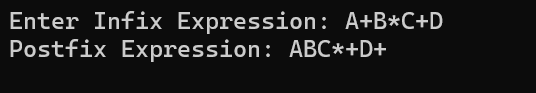 Enter Infix Expression: A+B*C+D
Postfix Expression: ABC*+D+